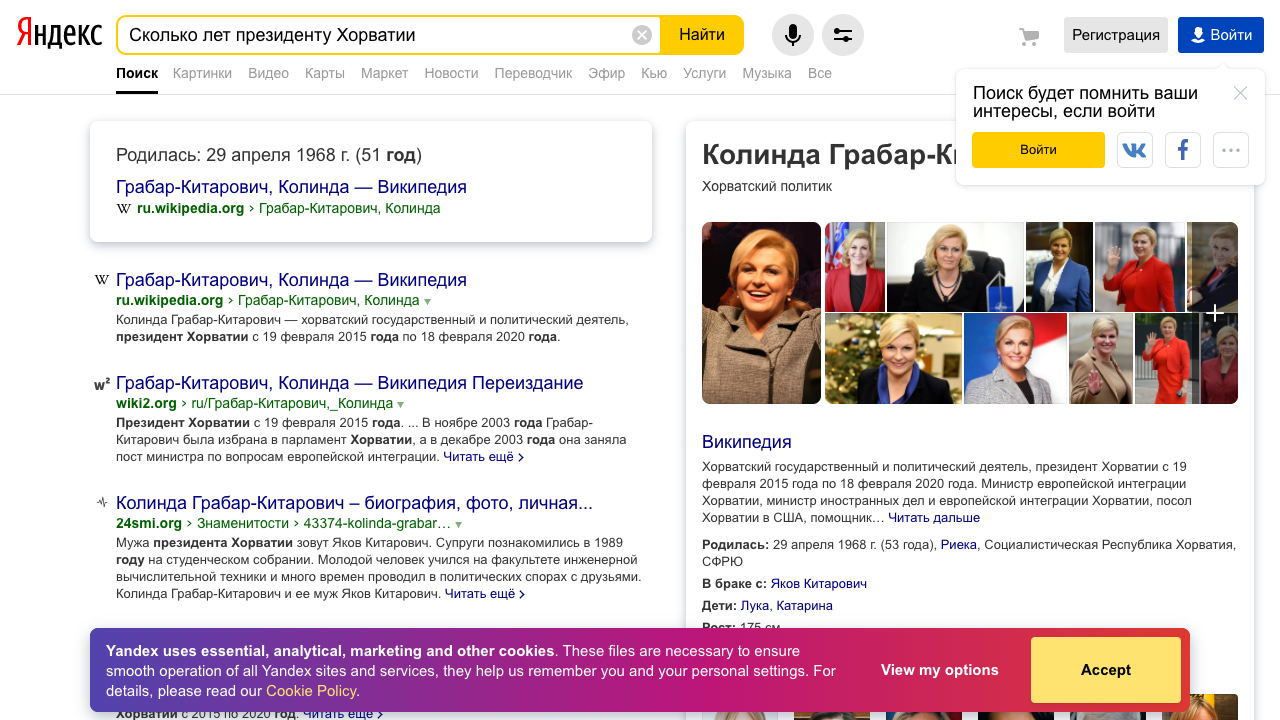 Яндекс
Сколько лет президенту Хорватии
Найти
Регистрация
Войти
Поиск Картинки Видео Карты Маркет Новости Переводчик Эфир Кью Услуги Музыка Все
Поиск будет помнить ваши
интересы, если войти
Войти
Родилась: 29 апреля 1968 г. (51 год)
Грабар-Китарович, Колинда — Википедия
W ru.wikipedia.org › Грабар-Китарович, Колинда
W Грабар-Китарович, Колинда — Википедия
ru.wikipedia.org › Грабар-Китарович, Колинда
Колинда Грабар-Китарович — хорватский государственный и политический деятель,
президент Хорватии с 19 февраля 2015 года по 18 февраля 2020 года.
w² Грабар-Китарович, Колинда — Википедия Переиздание
wiki2.org › ru/Грабар-Китарович,_Колинда
Президент Хорватии с 19 февраля 2015 года. ... В ноябре 2003 года Грабар-
Китарович была избрана в парламент Хорватии, а в декабре 2003 года она заняла
пост министра по вопросам европейской интеграции. Читать ещё ›
Колинда Грабар-Китарович – биография, фото, личная...
24smi.org › Знаменитости › 43374-kolinda-grabar…
Мужа президента Хорватии зовут Яков Китарович. Супруги познакомились в 1989
году на студенческом собрании. Молодой человек учился на факультете инженерной
вычислительной техники и много времен проводил в политических спорах с друзьями.
Колинда Грабар-Китарович и ее муж Яков Китарович. Читать ещё ›
Хорватии с 2015 по 2020 год. Читать ещё ›
Колинда Грабар-К
Хорватский политик
Википедия
Хорватский государственный и политический деятель, президент Хорватии с 19
февраля 2015 года по 18 февраля 2020 года. Министр европейской интеграции
Хорватии, министр иностранных дел и европейской интеграции Хорватии, посол
Хорватии в США, помощник… Читать дальше
Родилась: 29 апреля 1968 г. (53 года), Риека, Социалистическая Республика Хорватия,
СФРЮ
В браке с: Яков Китарович
Дети: Лука, Катарина
Рост: 175 см
Yandex uses essential, analytical, marketing and other cookies. These files are necessary to ensure
smooth operation of all Yandex sites and services, they help us remember you and your personal settings. For
details, please read our Cookie Policy.
View my options
Accept